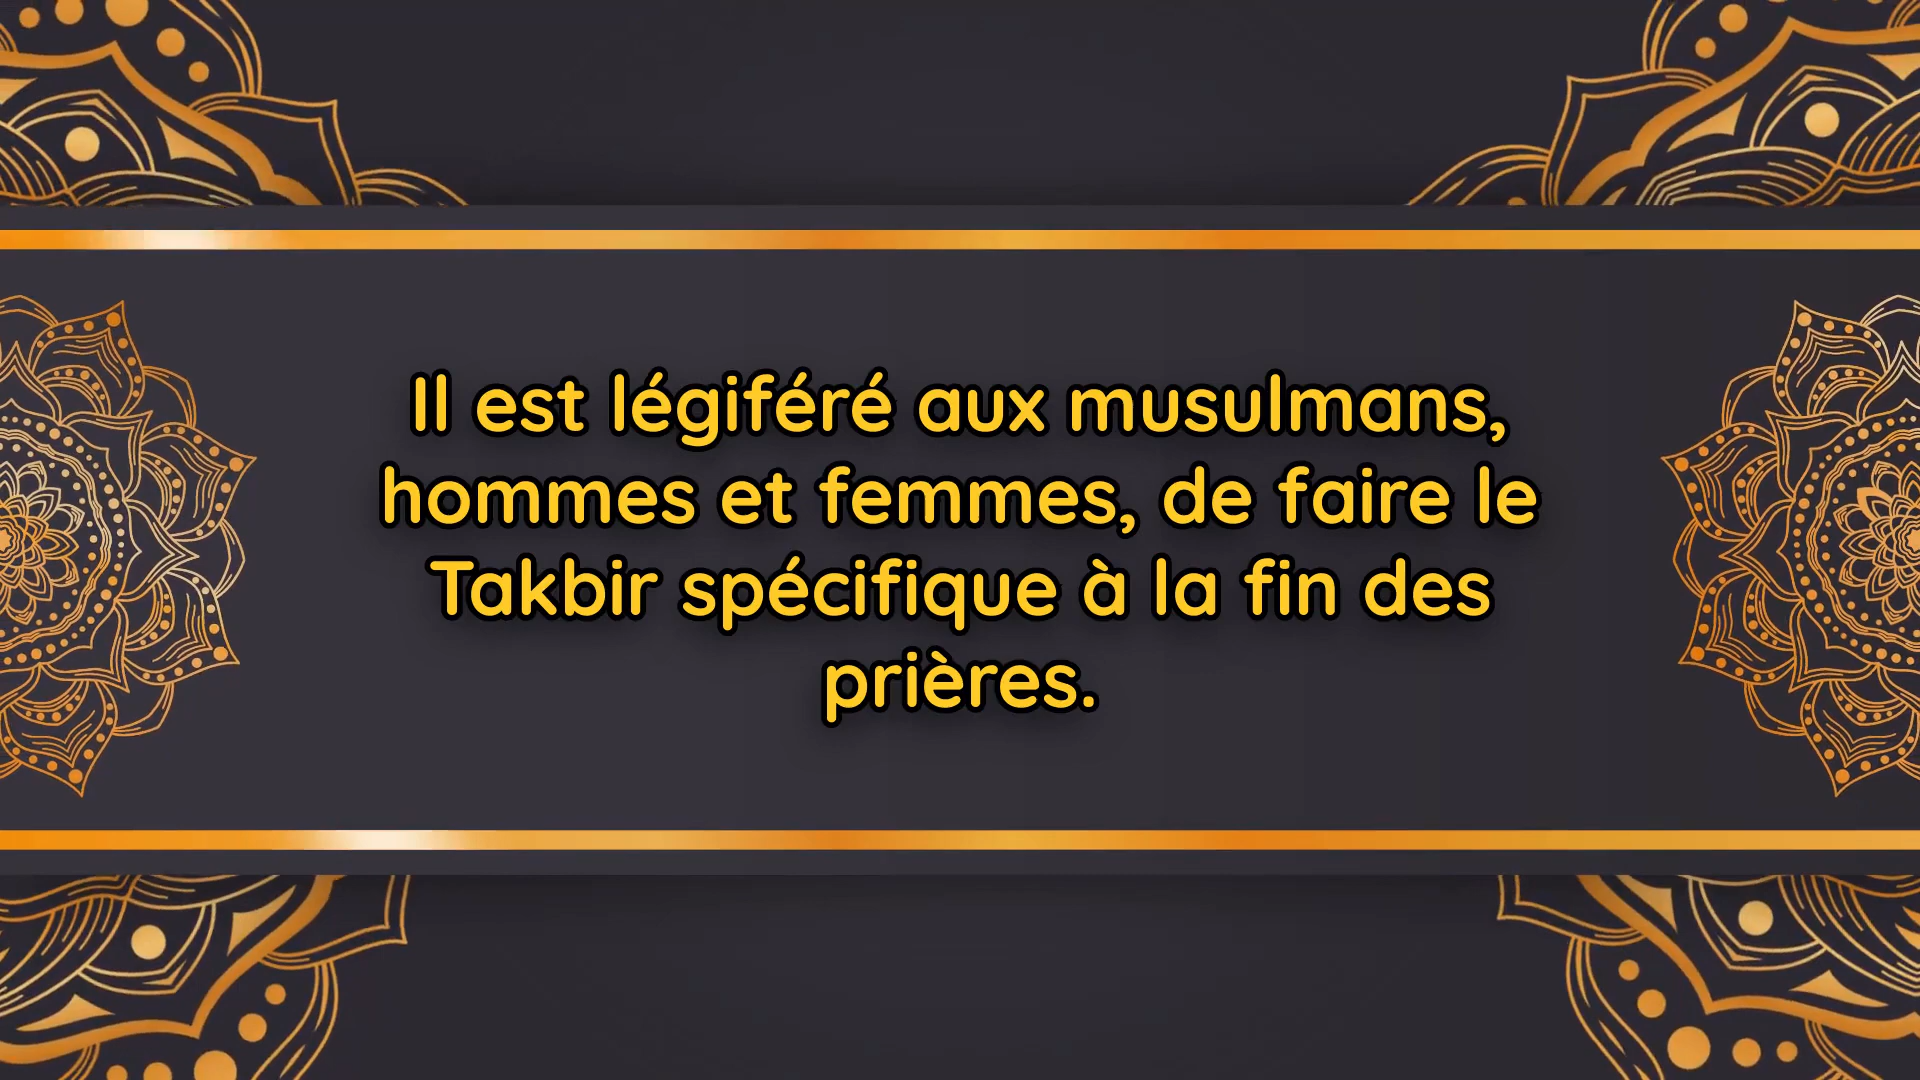 Il est légiféré aux musulmans,
hommes et femmes, de faire le
Takbir spécifique à la fin des
prières.